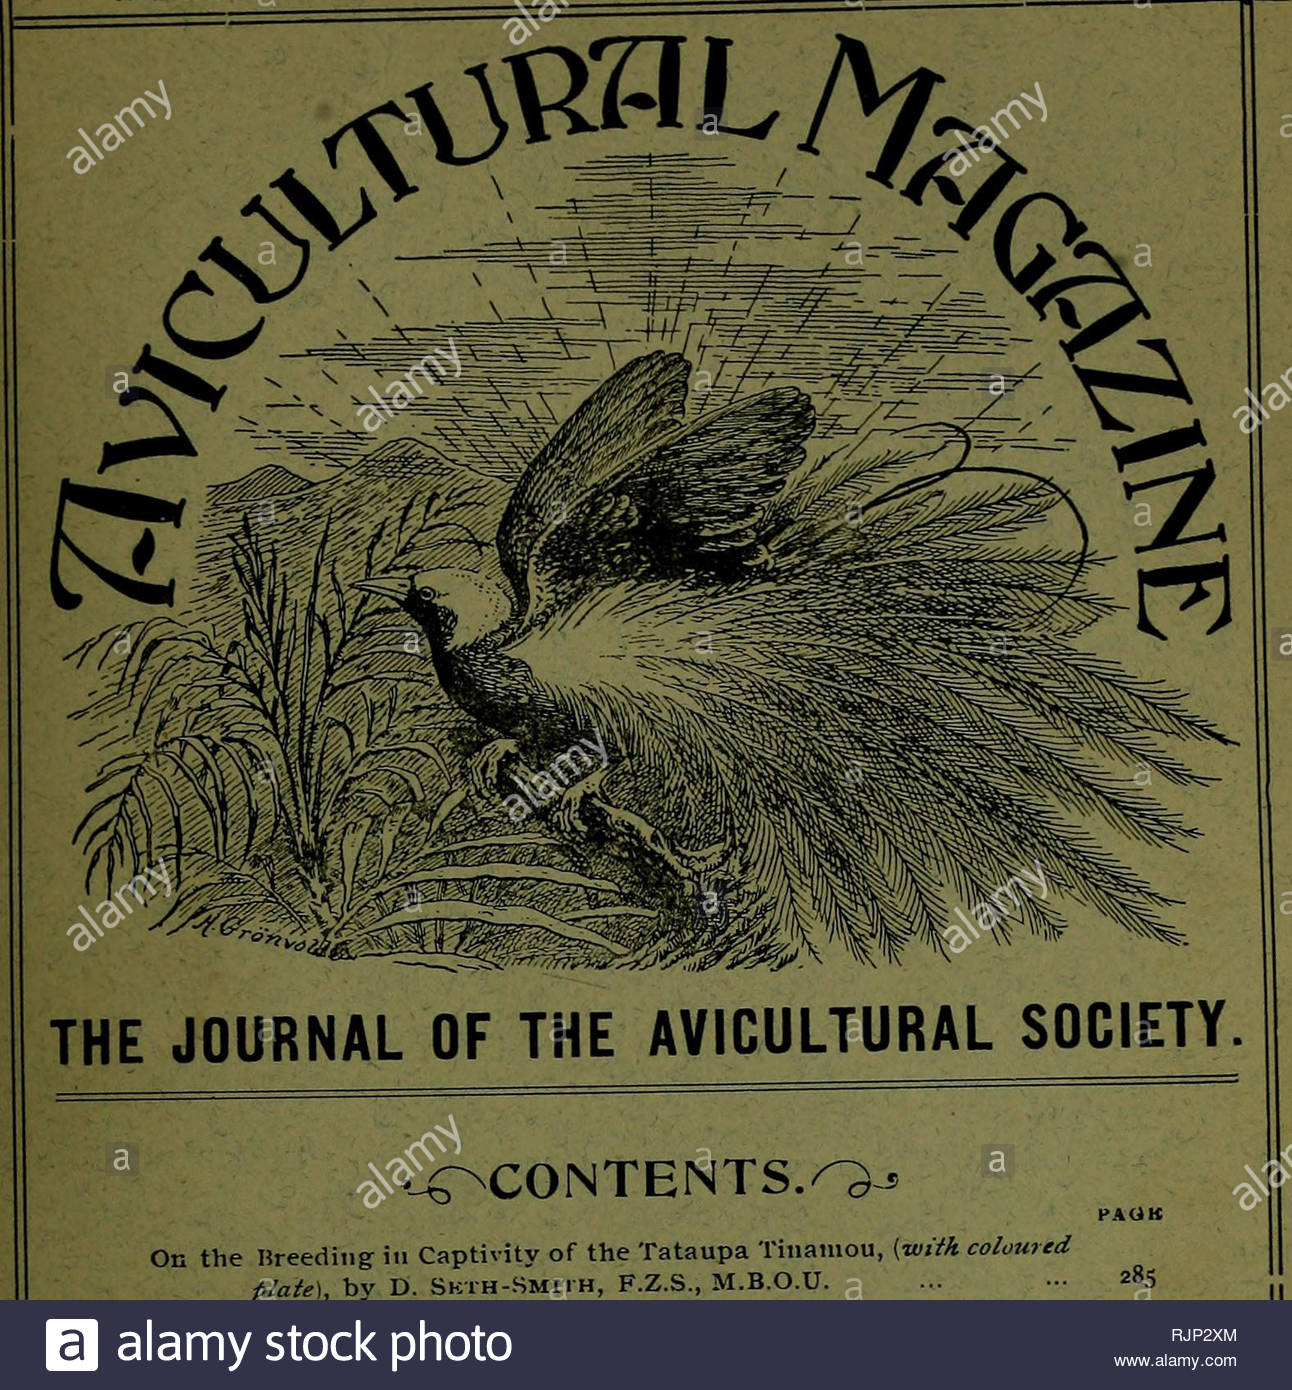 AVICULTURAL MAGAZINE
H. Grönvold
THE JOURNAL OF THE AVICULTURAL SOCIETY.
CONTENTS.
PAGE
On the Breeding in Captivity of the Tataupa Tinamou, (with coloured
plate), by D. SETH-SMITH, F.Z.S., M.B.O.U. ... ... 285
a alamy stock photo
RJP2XM
www.alamy.com